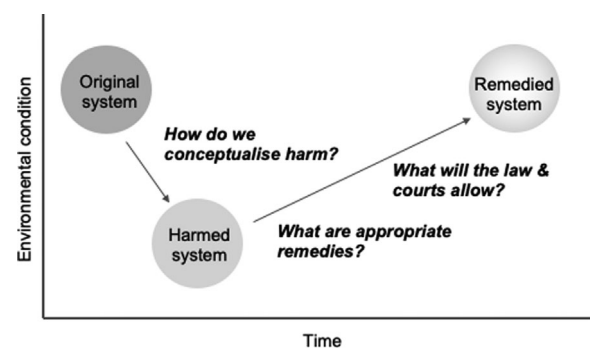 Environmental condition
Original
system
How do we
conceptualise harm?
Harmed
system
What are appropriate
remedies?
What will the law &
courts allow?
Remedied
system
Time